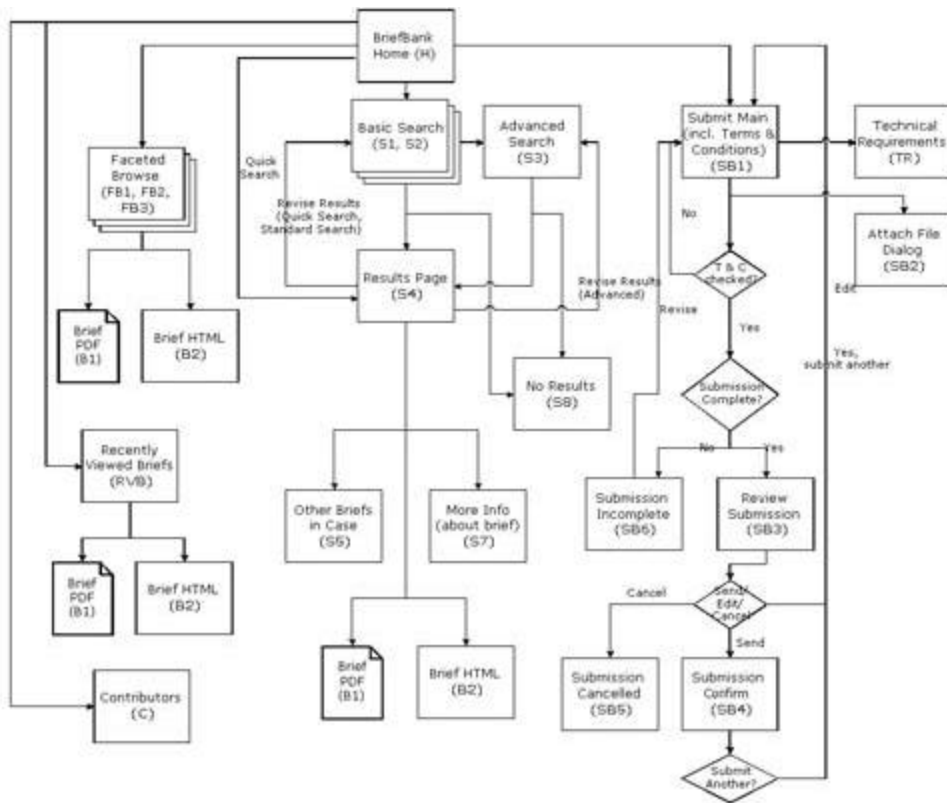 BriefBank
Home (H)
Basic Search
(S1, S2)
Advanced
Search
(S3)
Submit Main
(incl. Terms &
Conditions)
(SB1)
Technical
Requirements
(TR)
Faceted
Browse
(FB1, FB2,
FB3)
Quick
Search
Revise Results
(Quick Search,
Standard Search)
No
Attach File
Dialog
(SB2)
Results Page
(S4)
Revise Results
(Advanced)
T & C
checked?
Edit
Revise
Brief
PDF
(B1)
Brief HTML
(B2)
Yes
Yes,
submit another
No Results
(S8)
Submission
Complete?
Recently
Viewed Briefs
(RVB)
No
Yes
Other Briefs
in Case
(S6)
More Info
(about brief)
(S7)
Submission
Incomplete
(SB6)
Review
Submission
(SB3)
Brief
PDF
(B1)
Brief HTML
(B2)
Cancel
Send/
Edit/
Cancel
Send
Brief
PDF
(B1)
Brief HTML
(B2)
Submission
Cancelled
(SB5)
Submission
Confirm
(SB4)
Contributors
(C)
Submit
Another?